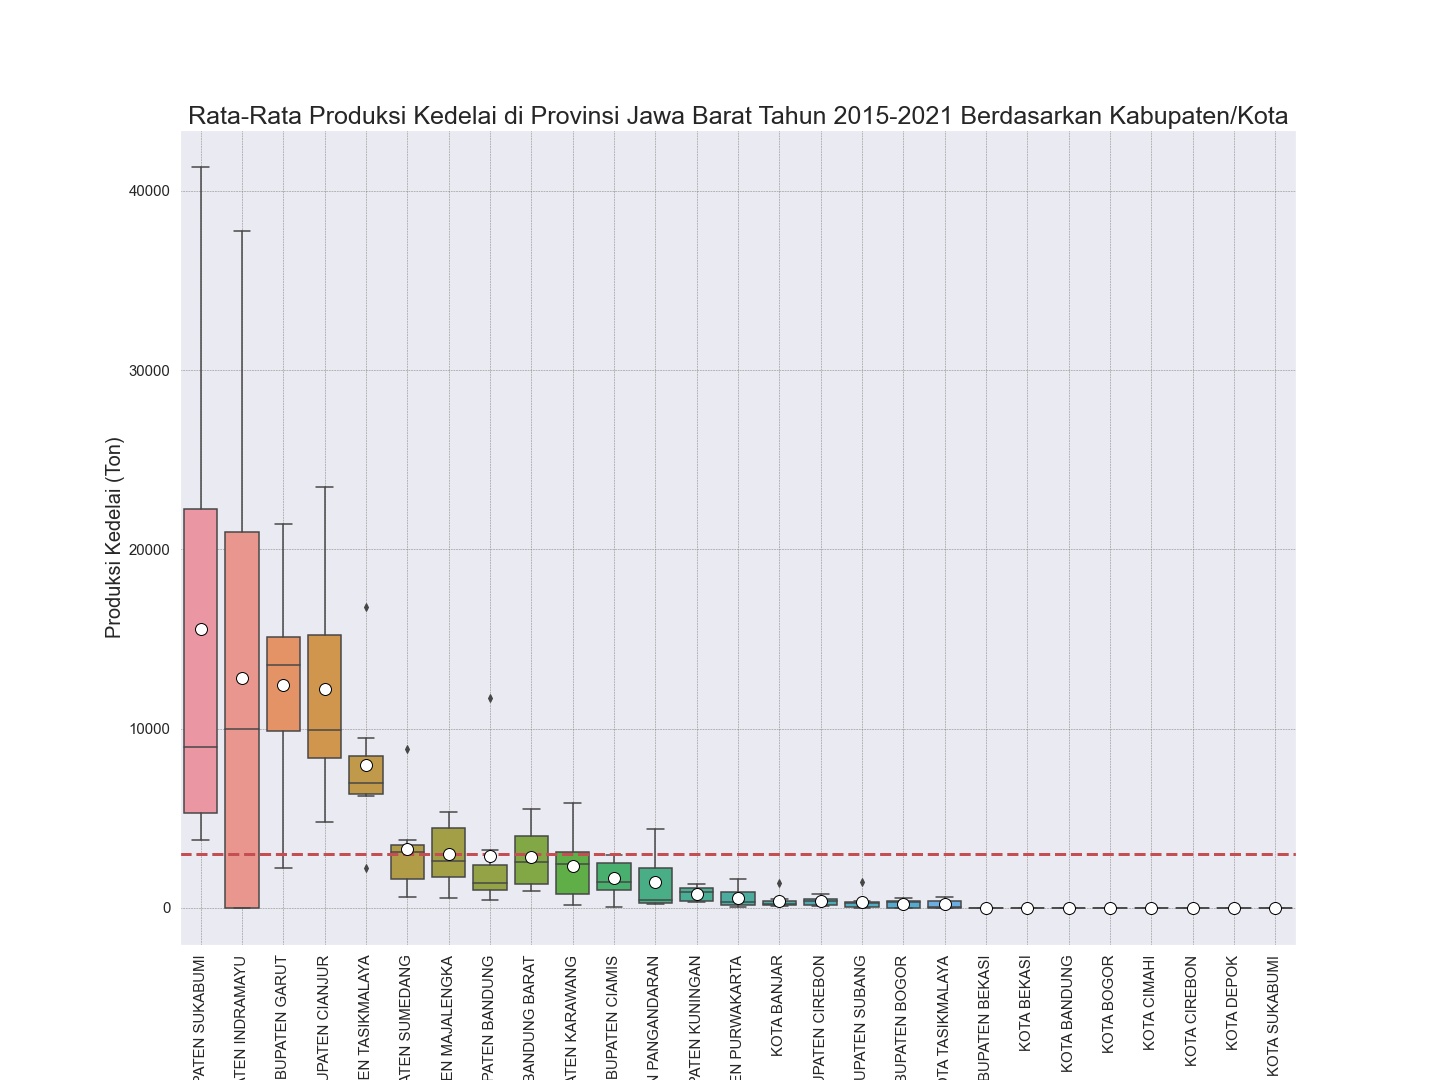 Rata-Rata Produksi Kedelai di Provinsi Jawa Barat Tahun 2015-2021 Berdasarkan Kabupaten/Kota
Produksi Kedelai (Ton)
40000
30000
20000
10000
0
PATEN SUKABUMI
ATEN INDRAMAYU
BUPATEN GARUT
UPATEN CIANJUR
EN TASIKMALAYA
ATEN SUMEDANG
EN MAJALENGKA
PATEN BANDUNG
BANDUNG BARAT
ATEN KARAWANG
BUPATEN CIAMIS
N PANGANDARAN
PATEN KUNINGAN
EN PURWAKARTA
KOTA BANJAR
UPATEN CIREBON
UPATEN SUBANG
BUPATEN BOGOR
OTA TASIKMALAYA
BUPATEN BEKASI
KOTA BEKASI
KOTA BANDUNG
KOTA BOGOR
KOTA CIMAHI
KOTA CIREBON
KOTA DEPOK
KOTA SUKABUMI